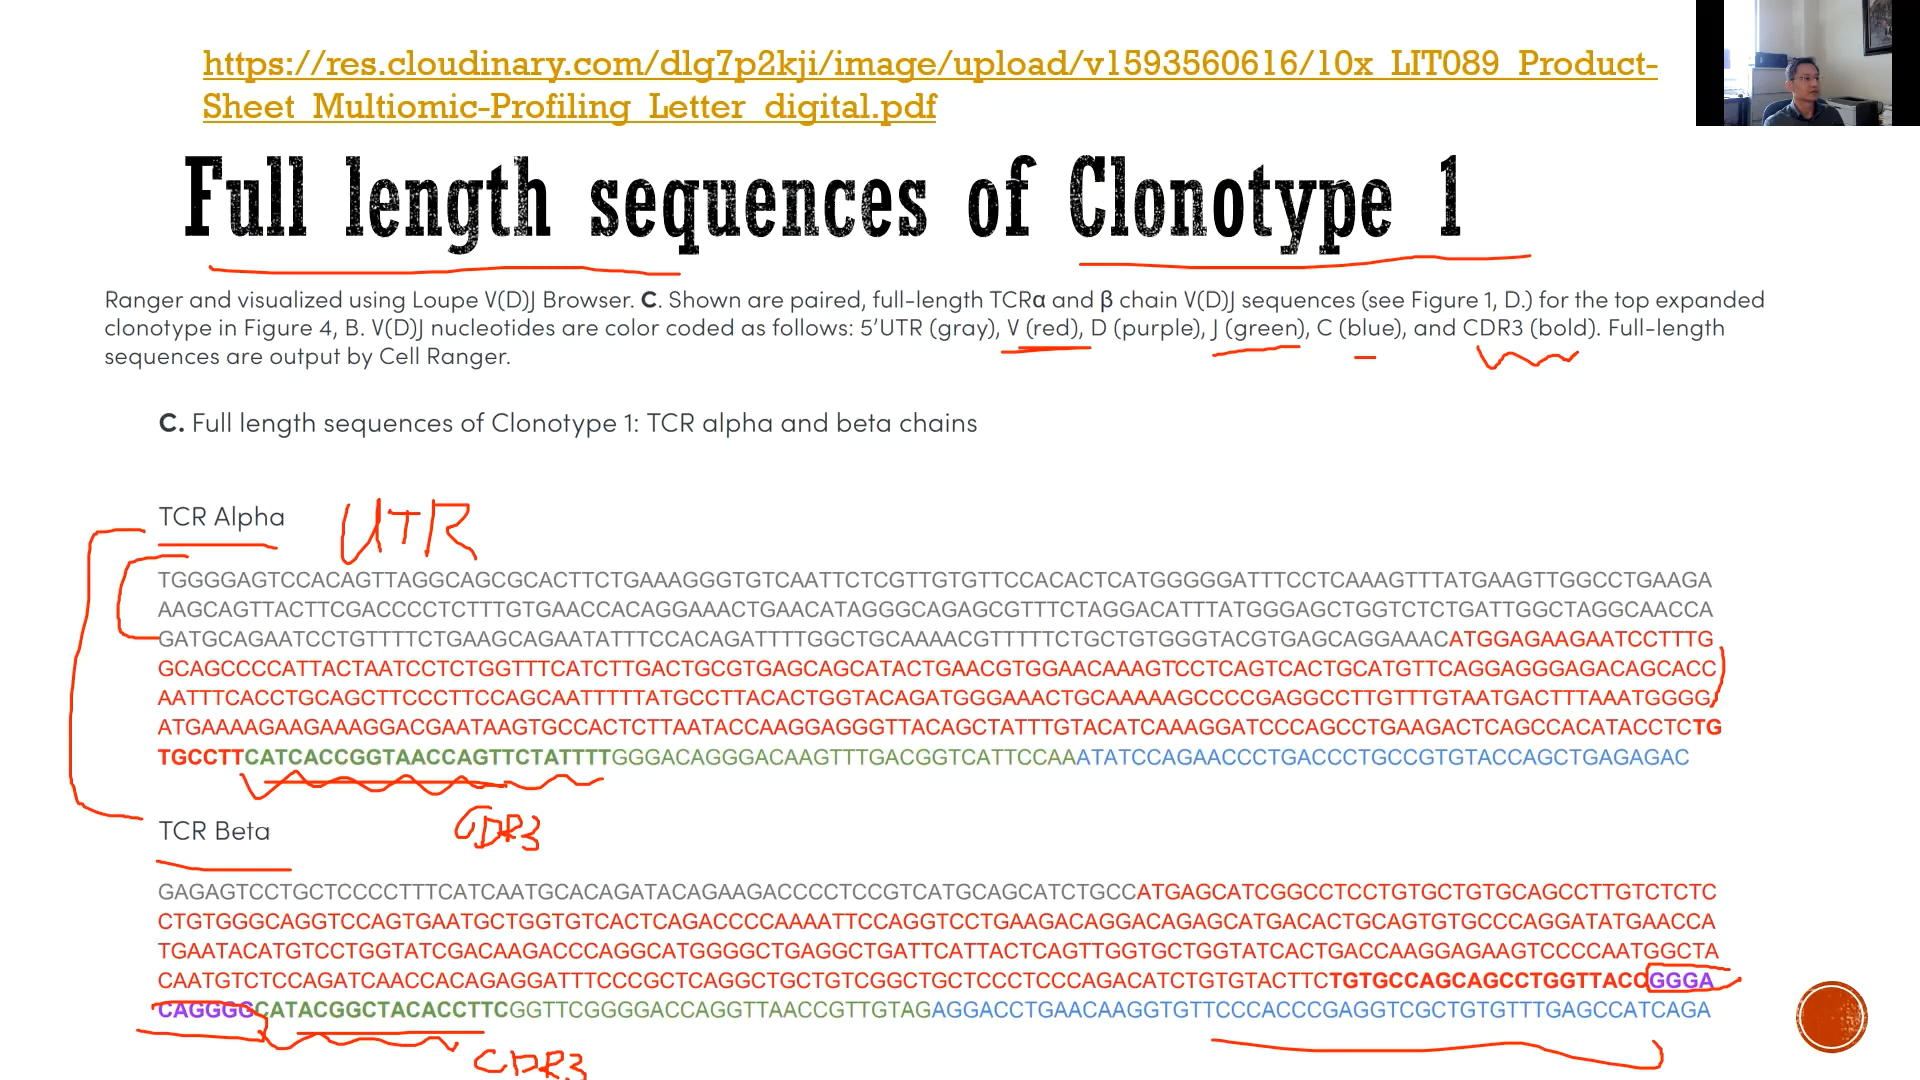 https://res.cloudinary.com/dlg7p2kji/image/upload/v1593560616/10x_LIT089_Product-
Sheet_Multiomic-Profiling_Letter_digital.pdf
Full length sequences of Clonotype 1
Ranger and visualized using Loupe V(D)J Browser. C. Shown are paired, full-length TCRα and β chain V(D)J sequences (see Figure 1, D.) for the top expanded
clonotype in Figure 4, B. V(D)J nucleotides are color coded as follows: 5’UTR (gray), V (red), D (purple), J (green), C (blue), and CDR3 (bold). Full-length
sequences are output by Cell Ranger.
C. Full length sequences of Clonotype 1: TCR alpha and beta chains
TCR Alpha
UTR
TGGGGAGTCCACAGTTAGGCAGCGCACTTCTGAAAGGGTGTCAATTCTCGTTGTGTTCCACACTCATGGGGGATTTCCTCAAAGTTTATGAAGTTGGCCTGAAGA
AAGCAGTTACTTCGACCCCTCTTTGTGAACCACAGGAAACTGAACATAGGGCAGAGCGTTTCTAGGACATTTATGGGAGCTGGTCTCTGATTGGCTAGGCAACCA
GATGCAGAATCCTGTTTTCTGAAGCAGAATATTTCCACAGATTTTGGCTGCAAAACGTTTTTCTGCTGTGGGTACGTGAGCAGGAAACATGGAGAAGAATCCTTTG
GCAGCCCCATTACTAATCCTCTGGTTTCATCTTGACTGCGTGAGCAGCATACTGAACGTGGAACAAAGTCCTCAGTCACTGCATGTTCAGGAGGGAGACAGCACC
AATTTCACCTGCAGCTTCCCTTCCAGCAATTTTTATGCCTTACACTGGTACAGATGGGAAACTGCAAAAAGCCCCGAGGCCTTGTTTGTAATGACTTTAAATGGGG
ATGAAAAGAAGAAAGGACGAATAAGTGCCACTCTTAATACCAAGGAGGGTTACAGCTATTTGTACATCAAAGGATCCCAGCCTGAAGACTCAGCCACATACCTCTG
TGCCTTCATCACCGGTAACCAGTTCTATTTTGGGACAGGGACAAGTTTGACGGTCATTCCAAATATCCAGAACCCTGACCCTGCCGTGTACCAGCTGAGAGAC
CDR3
TCR Beta
GAGAGTCCTGCTCCCCTTTCATCAATGCACAGATACAGAAGACCCCTCCGTCATGCAGCATCTGCCATGAGCATCGGCCTCCTGTGCTGTGCAGCCTTGTCTCTC
CTGTGGGCAGGTCCAGTGAATGCTGGTGTCACTCAGACCCCAAAATTCCAGGTCCTGAAGACAGGACAGAGCATGACACTGCAGTGTGCCCAGGATATGAACCA
TGAATACATGTCCTGGTATCGACAAGACCCAGGCATGGGGCTGAGGCTGATTCATTACTCAGTTGGTGCTGGTATCACTGACCAAGGAGAAGTCCCCAATGGCTA
CAATGTCTCCAGATCAACCACAGAGGATTTCCCGCTCAGGCTGCTGTCGGCTGCTCCCTCCCAGACATCTGTGTACTTCTGTGCCAGCAGCCTGGTTACCGGGA
CAGGGGCATACGGCTACACCTTCGGTTCGGGGACCAGGTTAACCGTTGTAGAGGACCTGAACAAGGTGTTCCCACCCGAGGTCGCTGTGTTTGAGCCATCAGA
CDR3